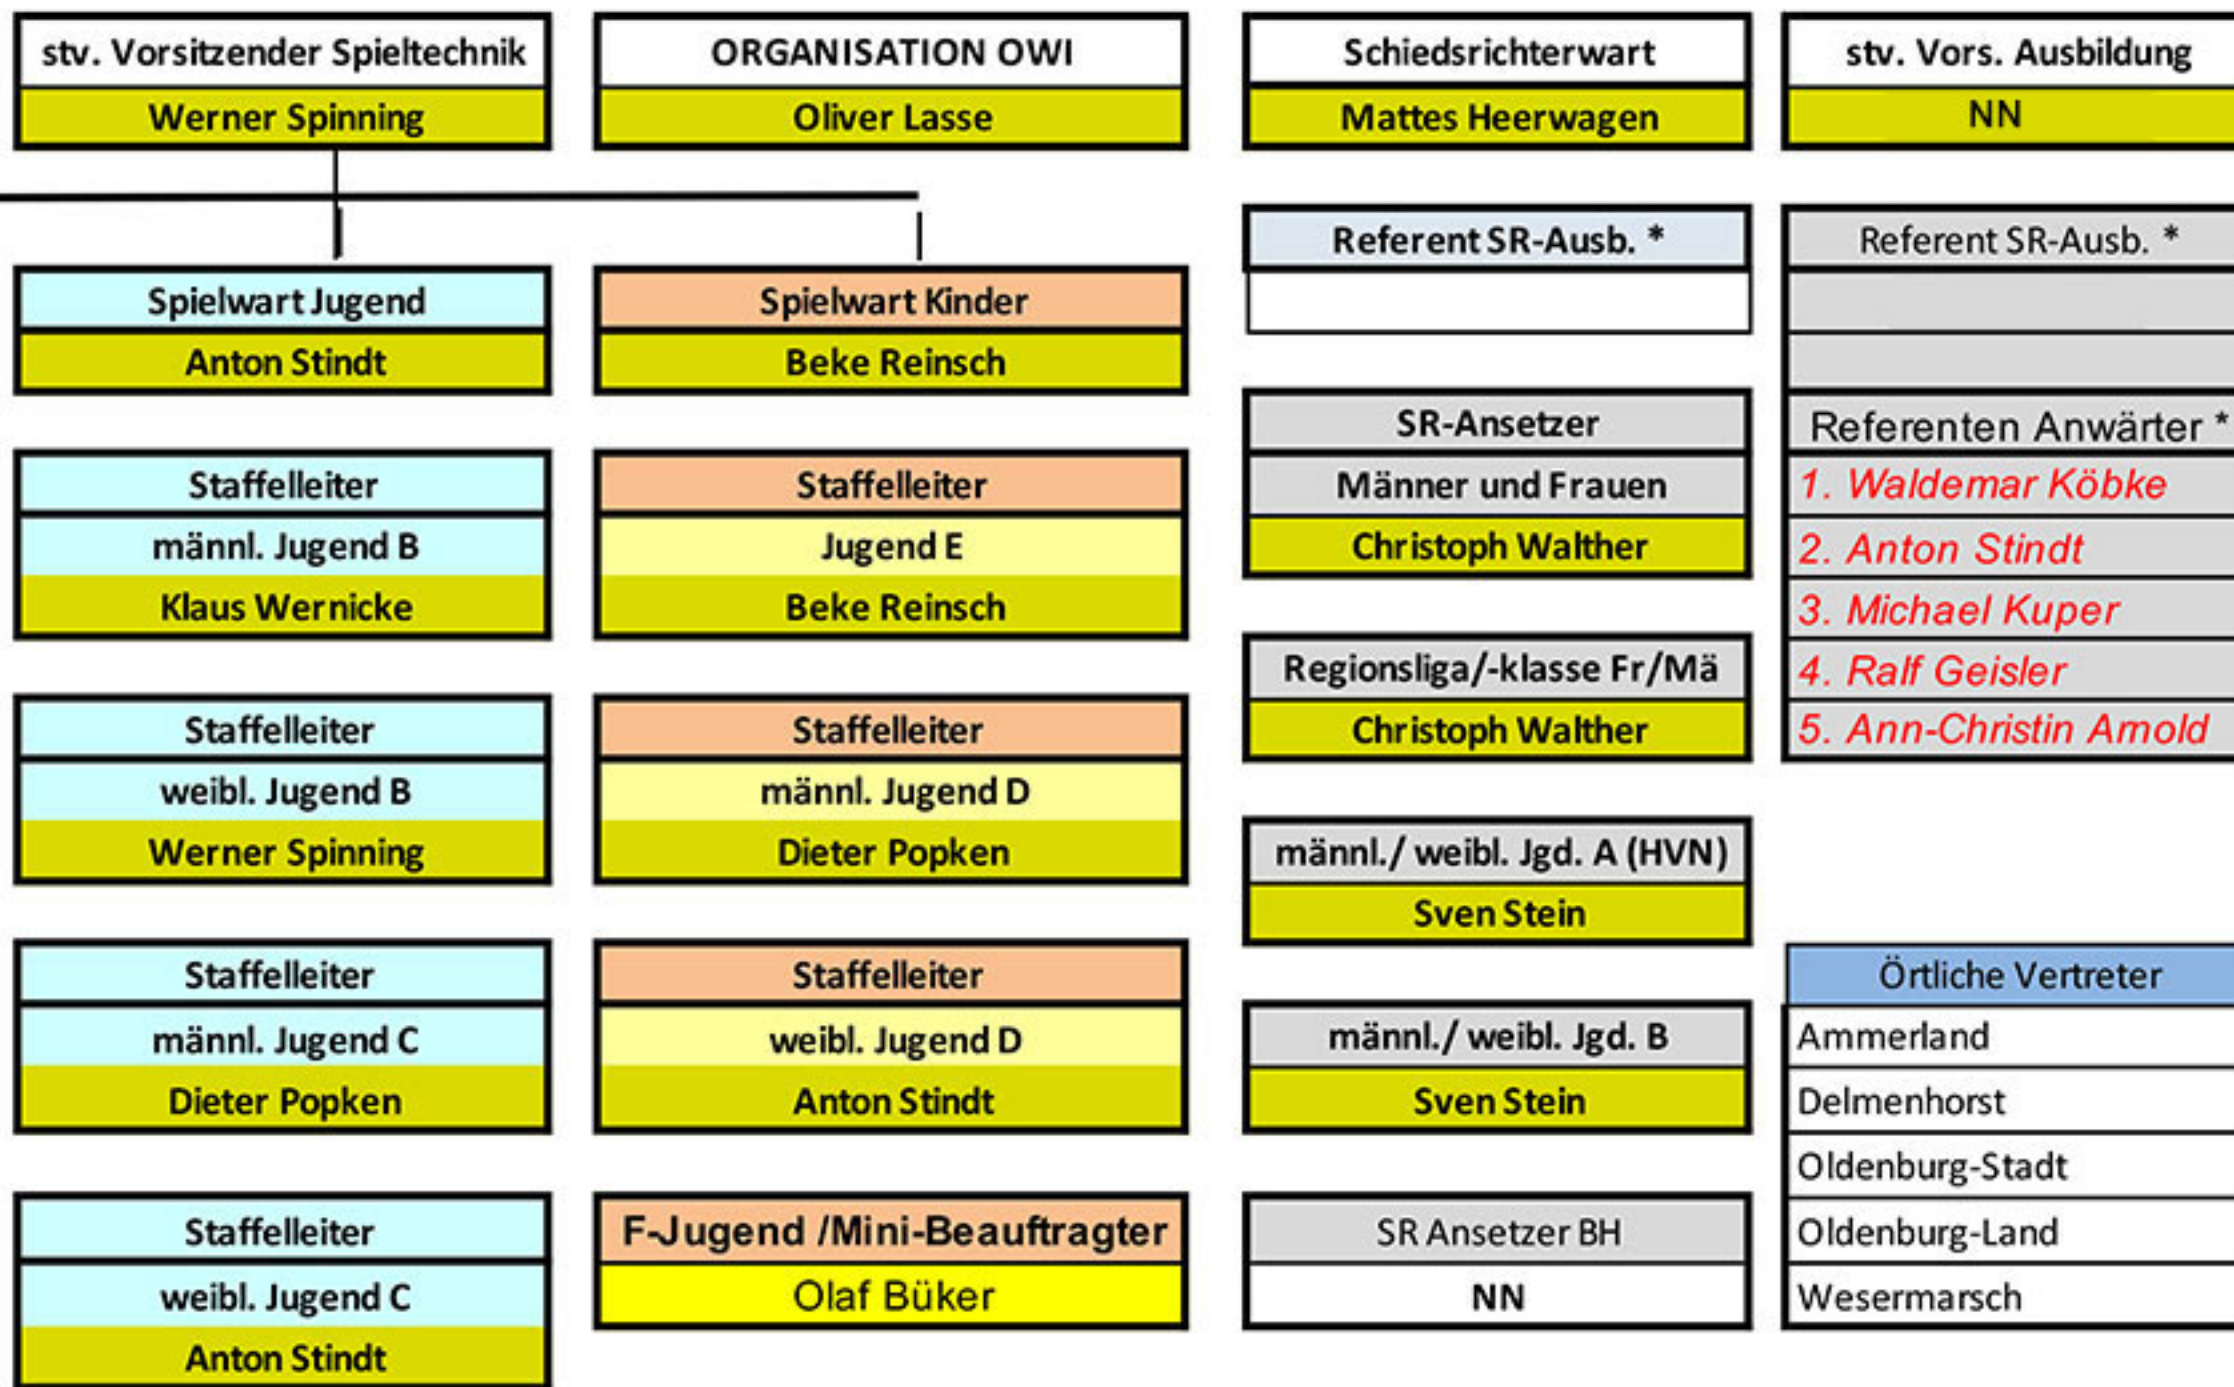 stv. Vorsitzender Spieltechnik
Werner Spinning
ORGANISATION OWI
Oliver Lasse
Schiedsrichterwart
Mattes Heerwagen
stv. Vors. Ausbildung
NN
Spielwart Jugend
Anton Stindt
Staffelleiter
männl. Jugend B
Klaus Wernicke
Staffelleiter
weibl. Jugend B
Werner Spinning
Staffelleiter
männl. Jugend C
Dieter Popken
Staffelleiter
weibl. Jugend C
Anton Stindt
Spielwart Kinder
Beke Reinsch
Staffelleiter
Jugend E
Beke Reinsch
Staffelleiter
männl. Jugend D
Dieter Popken
Staffelleiter
weibl. Jugend D
Anton Stindt
F-Jugend /Mini-Beauftragter
Olaf Büker
Referent SR-Ausb. *
SR-Ansetzer
Männer und Frauen
Christoph Walther
Regionsliga/-klasse Fr/Mä
Christoph Walther
männl./ weibl. Jgd. A (HVN)
Sven Stein
männl./ weibl. Jgd. B
Sven Stein
SR Ansetzer BH
NN
Referent SR-Ausb. *
Referenten Anwärter *
1. Waldemar Köbke
2. Anton Stindt
3. Michael Kuper
4. Ralf Geisler
5. Ann-Christin Arnold
Örtliche Vertreter
Ammerland
Delmenhorst
Oldenburg-Stadt
Oldenburg-Land
Wesermarsch